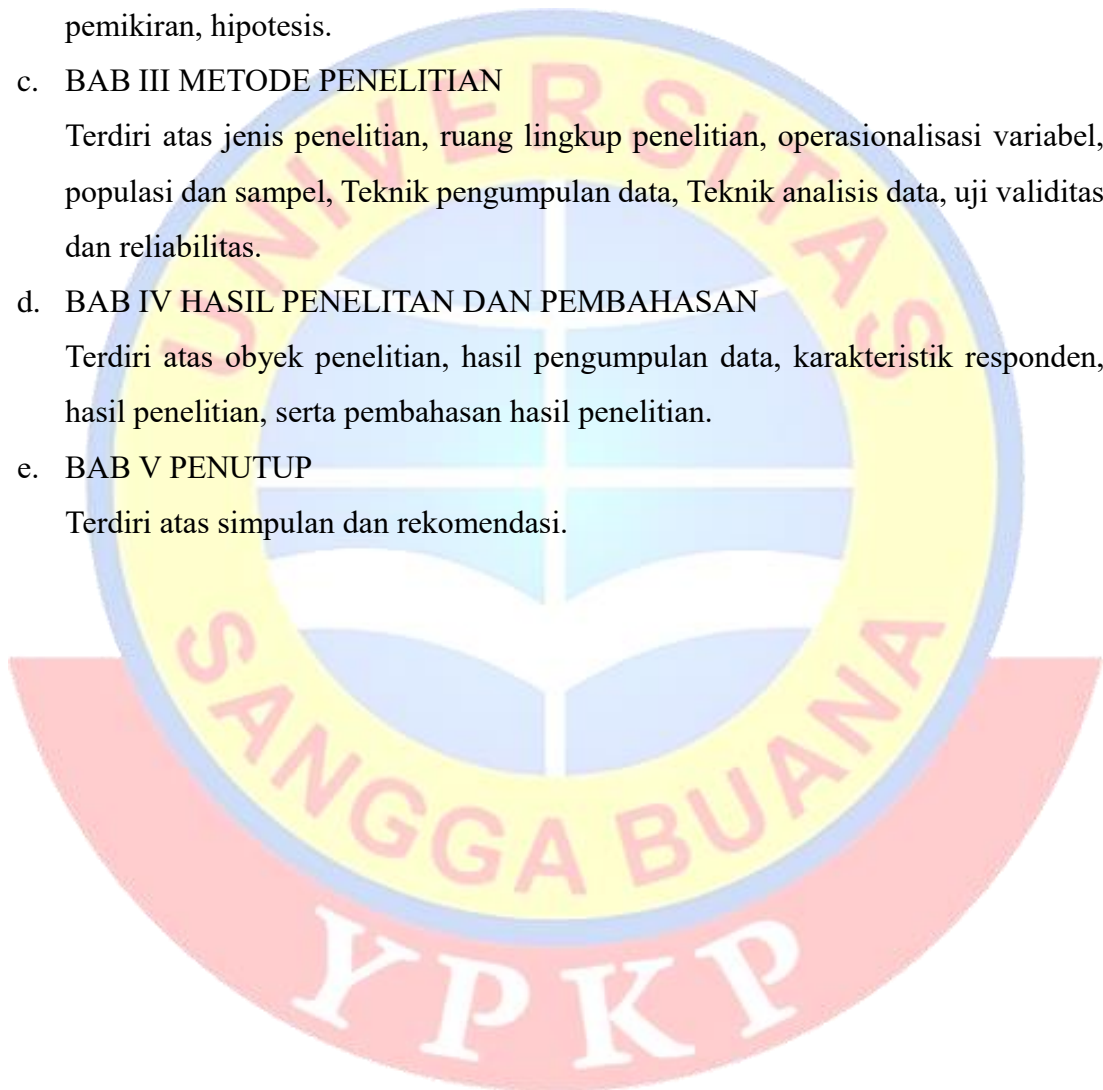 pemikiran, hipotesis.
c. BAB III METODE PENELITIAN
Terdiri atas jenis penelitian, ruang lingkup penelitian, operasionalisasi variabel,
populasi dan sampel, Teknik pengumpulan data, Teknik analisis data, uji validitas
dan reliabilitas.
d. BAB IV HASIL PENELITAN DAN PEMBAHASAN
Terdiri atas obyek penelitian, hasil pengumpulan data, karakteristik responden,
hasil penelitian, serta pembahasan hasil penelitian.
e. BAB V PENUTUP
Terdiri atas simpulan dan rekomendasi.
UNIVERSITAS
SANGGA BUANA
YPKP